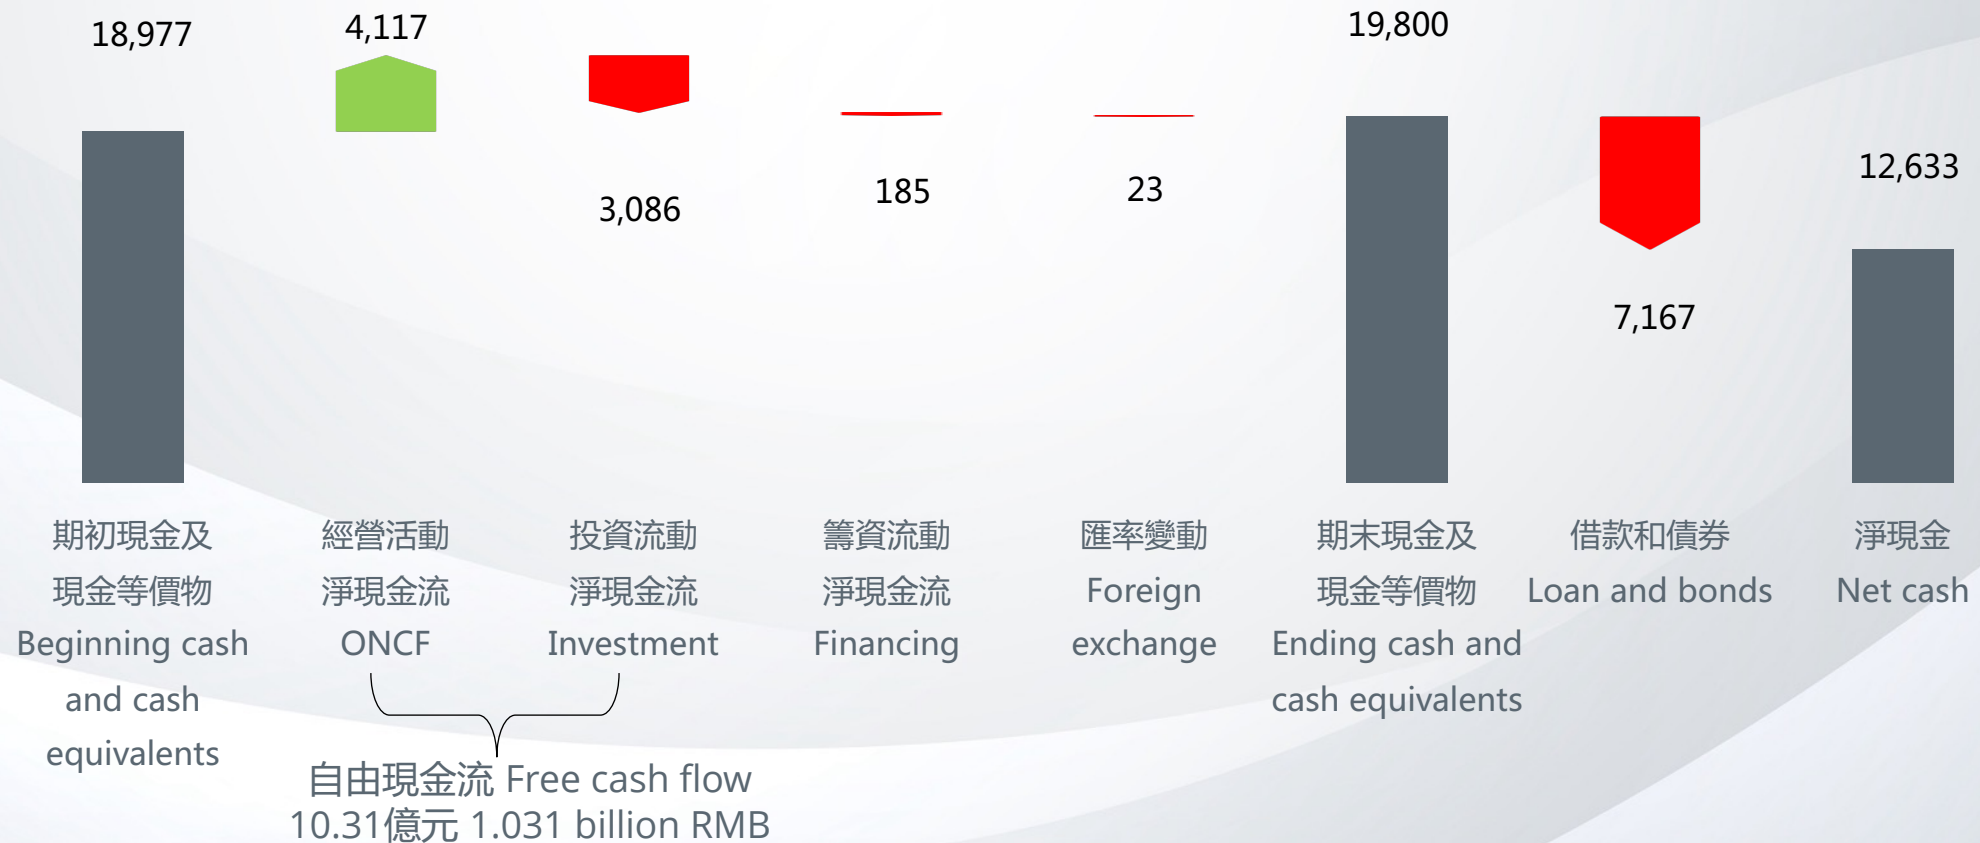 18,977
4,117
3,086
185
23
19,800
7,167
12,633
期初現金及
現金等價物
Beginning cash
and cash
equivalents
經營活動
淨現金流
ONCF
投資流動
淨現金流
Investment
籌資流動
淨現金流
Financing
匯率變動
Foreign
exchange
期末現金及
現金等價物
Ending cash and
cash equivalents
借款和債券
Loan and bonds
淨現金
Net cash
自由現金流 Free cash flow
10.31億元 1.031 billion RMB